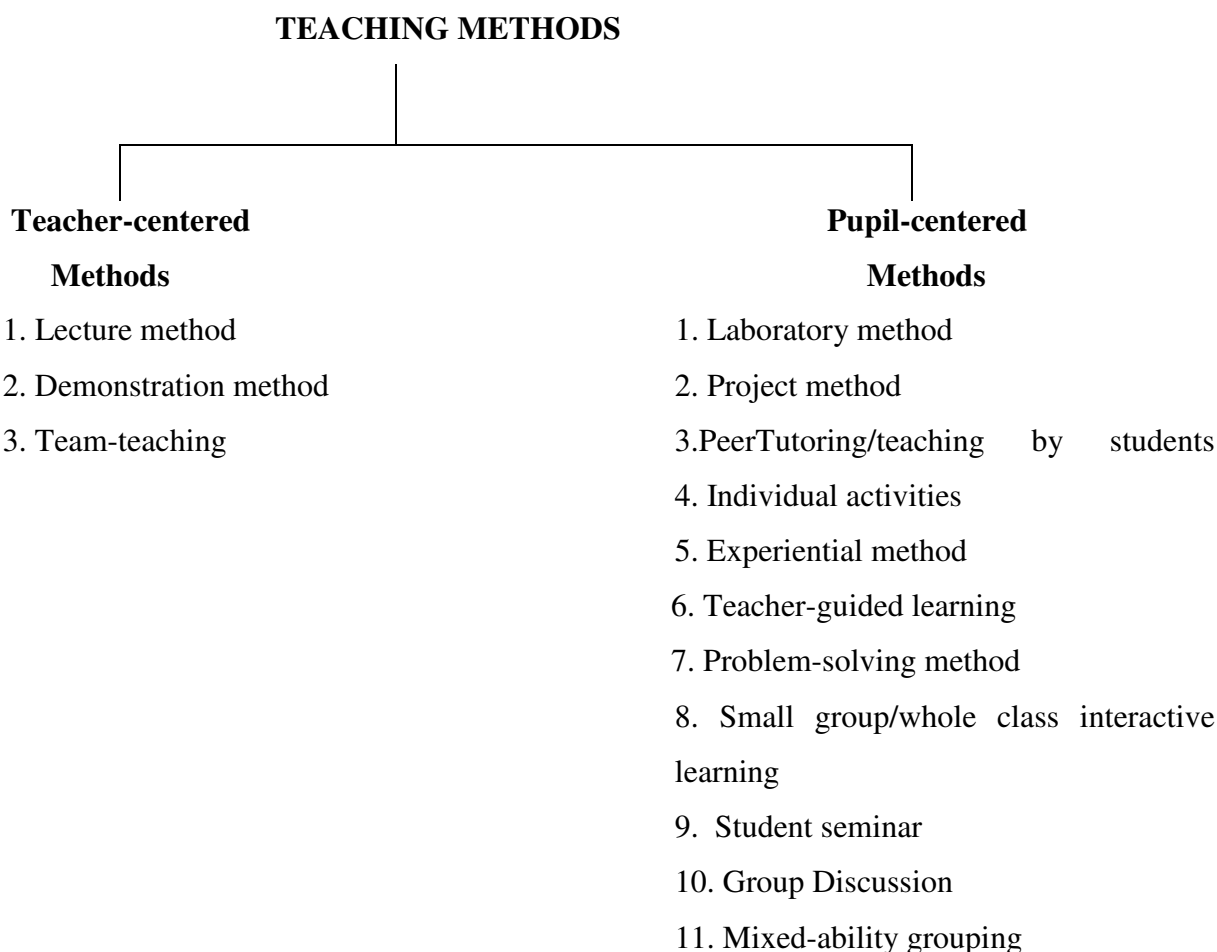 TEACHING METHODS
Teacher-centered
Methods
1. Lecture method
2. Demonstration method
3. Team-teaching
Pupil-centered
Methods
1. Laboratory method
2. Project method
3.PeerTutoring/teaching by students
4. Individual activities
5. Experiential method
6. Teacher-guided learning
7. Problem-solving method
8. Small group/whole class interactive
learning
9. Student seminar
10. Group Discussion
11. Mixed-ability grouping